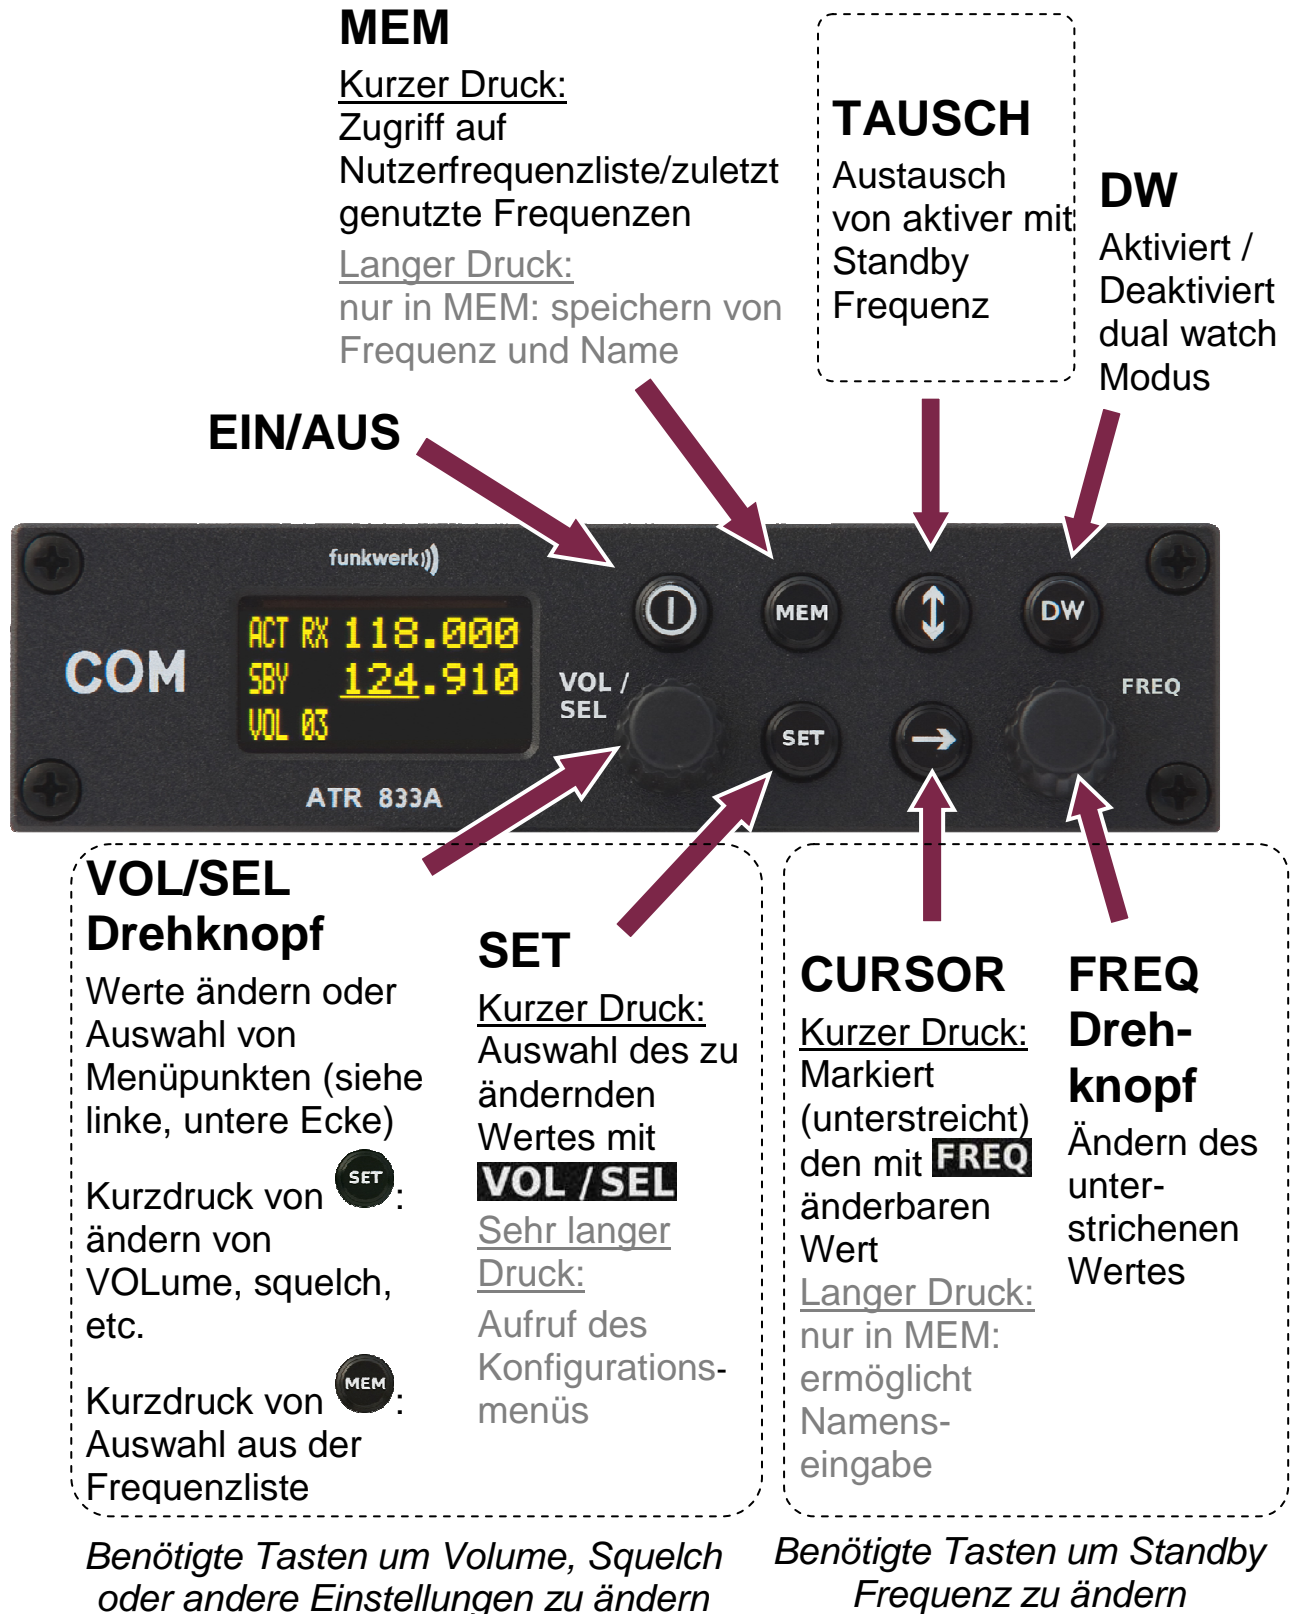 MEM
Kurzer Druck:
Zugriff auf
Nutzerfrequenzliste/zuletzt
genutzte Frequenzen
Langer Druck:
nur in MEM: speichern von
Frequenz und Name
TAUSCH
Austausch
von aktiver mit
Standby
Frequenz
DW
Aktiviert /
Deaktiviert
dual watch
Modus
EIN/AUS
funkwerk
COM
ACT RX 118.000
SBY 124.910
VOL 03
ATR 833A
VOL /
SEL
MEM
DW
SET
FREQ
VOL/SEL
Drehknopf
Werte ändern oder
Auswahl von
Menüpunkten (siehe
linke, untere Ecke)
Kurzdruck von SET:
ändern von
VOLume, squelch,
etc.
Kurzdruck von MEM:
Auswahl aus der
Frequenzliste
SET
Kurzer Druck:
Auswahl des zu
ändernden
Wertes mit
VOL / SEL
Sehr langer
Druck:
Aufruf des
Konfigurations-
menüs
CURSOR
Kurzer Druck:
Markiert
(unterstreicht)
den mit FREQ
änderbaren
Wert
Langer Druck:
nur in MEM:
ermöglicht
Namens-
eingabe
FREQ
Dreh-
knopf
Ändern des
unter-
strichenen
Wertes
Benötigte Tasten um Volume, Squelch
oder andere Einstellungen zu ändern
Benötigte Tasten um Standby
Frequenz zu ändern